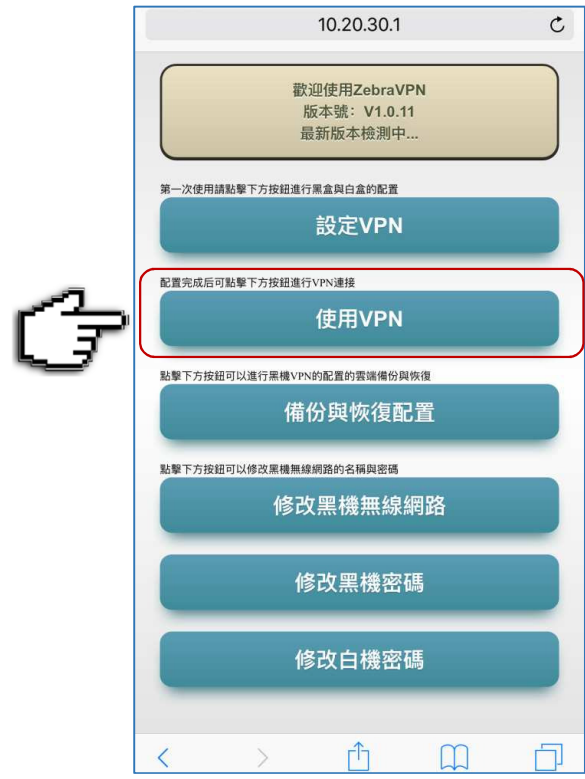 10.20.30.1
歡迎使用ZebraVPN
版本號：V1.0.11
最新版本檢測中...
第一次使用請點擊下方按鈕進行黑盒與白盒的配置
設定VPN
配置完成后可點擊下方按鈕進行VPN連接
使用VPN
點擊下方按鈕可以進行黑機VPN的配置的雲端備份與恢復
備份與恢復配置
點擊下方按鈕可以修改黑機無線網路的名稱與密碼
修改黑機無線網路
修改黑機密碼
修改白機密碼